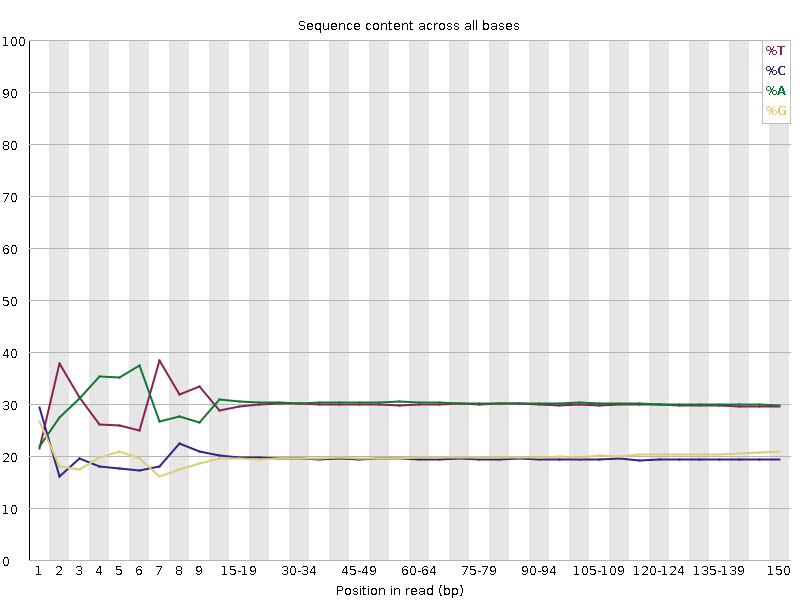 Sequence content across all bases
%T
%C
%A
%G
100
90
80
70
60
50
40
30
20
10
0
1 2 3 4 5 6 7 8 9 15-19 30-34 45-49 60-64 75-79 90-94 105-109 120-124 135-139 150
Position in read (bp)